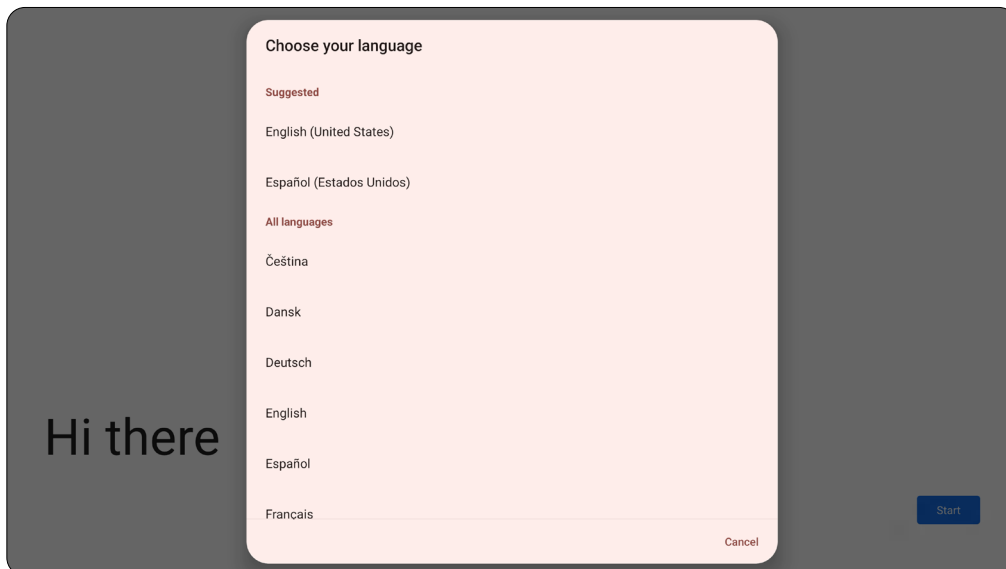 Choose your language
Suggested
English (United States)
Español (Estados Unidos)
All languages
Čeština
Dansk
Deutsch
English
Español
Français
Cancel
Hi there
Start